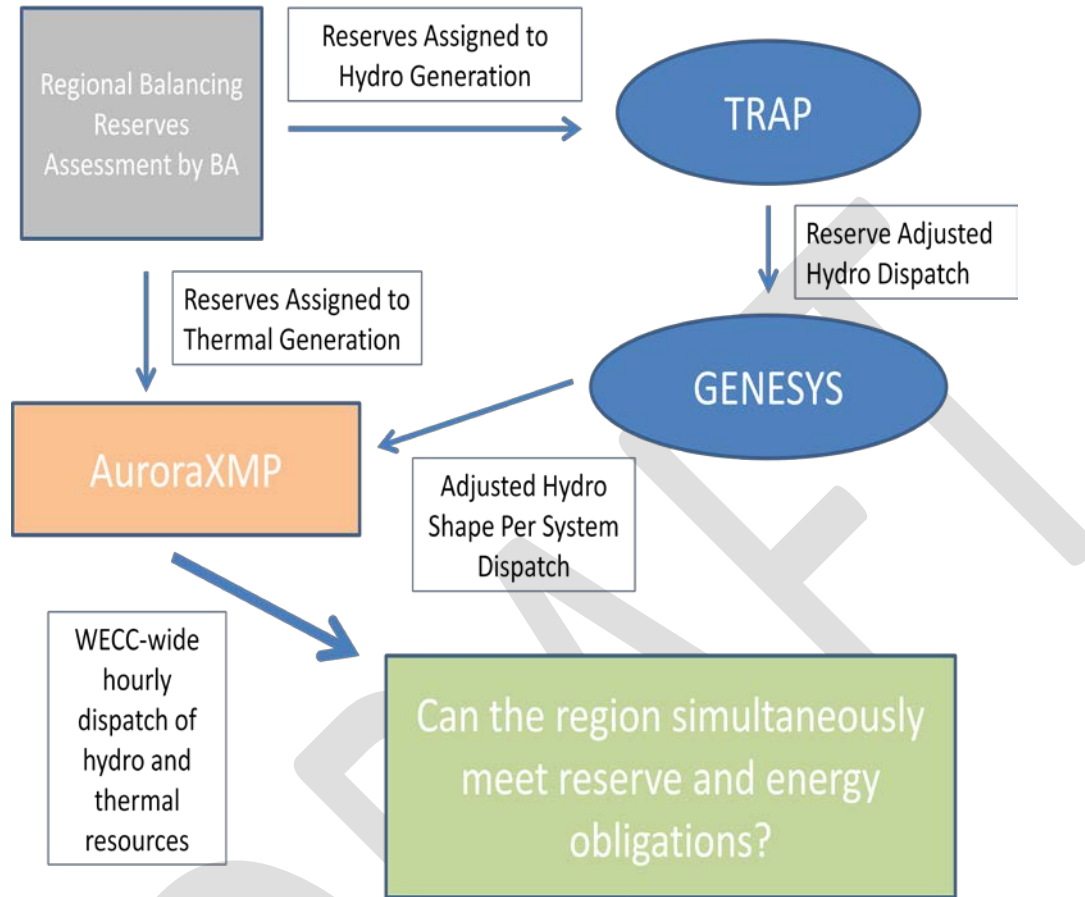 Regional Balancing
Reserves
Assessment by BA
Reserves Assigned to
Hydro Generation
TRAP
Reserve Adjusted
Hydro Dispatch
Reserves Assigned to
Thermal Generation
GENESYS
AuroraXMP
Adjusted Hydro
Shape Per System
Dispatch
WECC-wide
hourly
dispatch of
hydro and
thermal
resources
Can the region simultaneously
meet reserve and energy
obligations?
DRAFT